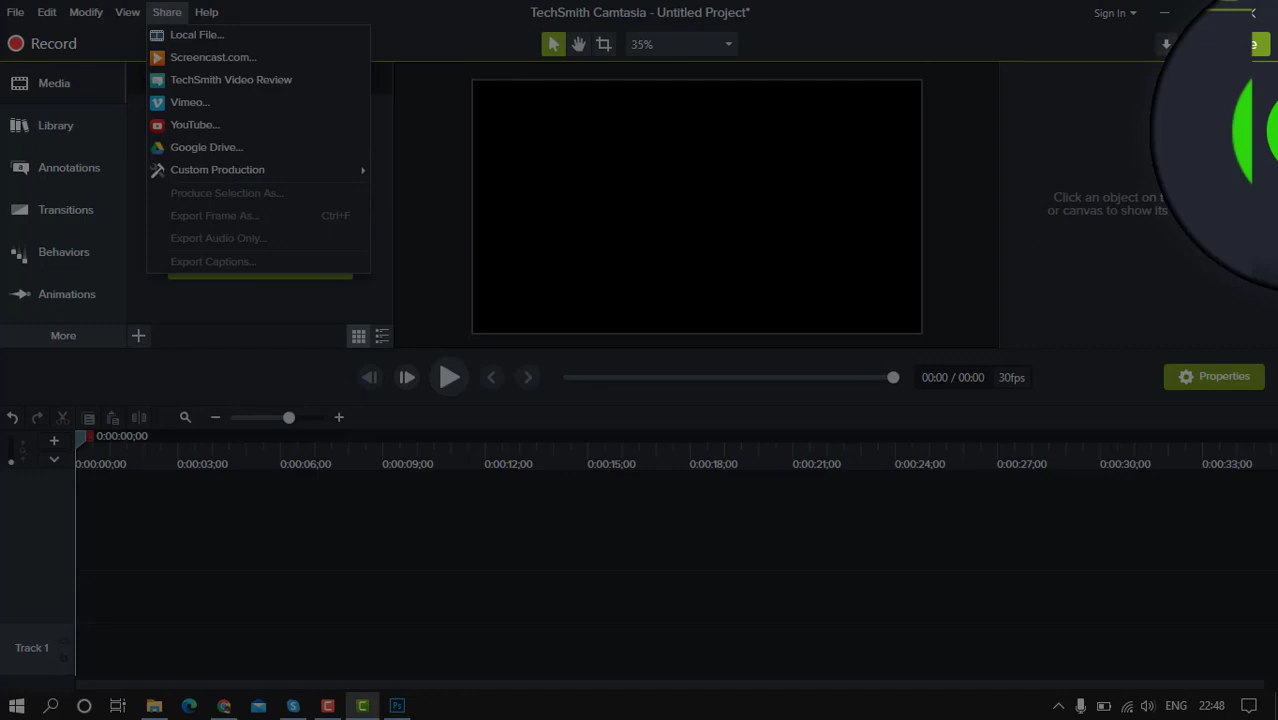 File Edit Modify View Share Help TechSmith Camtasia - Untitled Project* Sign In
Record 35%
Local File...
Screencast.com...
TechSmith Video Review
Vimeo...
YouTube...
Google Drive...
Custom Production
Produce Selection As...
Export Frame As... Ctrl+F
Export Audio Only...
Export Captions...
Media
Library
Annotations
Transitions
Behaviors
Animations
More
Click an object on
or canvas to show its
00:00 / 00:00 30fps
Properties
0:00:00;00
0:00:00;00 0:00:03;00 0:00:06;00 0:00:09;00 0:00:12;00 0:00:15;00 0:00:18;00 0:00:21;00 0:00:24;00 0:00:27;00 0:00:30;00 0:00:33;00
Track 1
Ps ENG 22:48